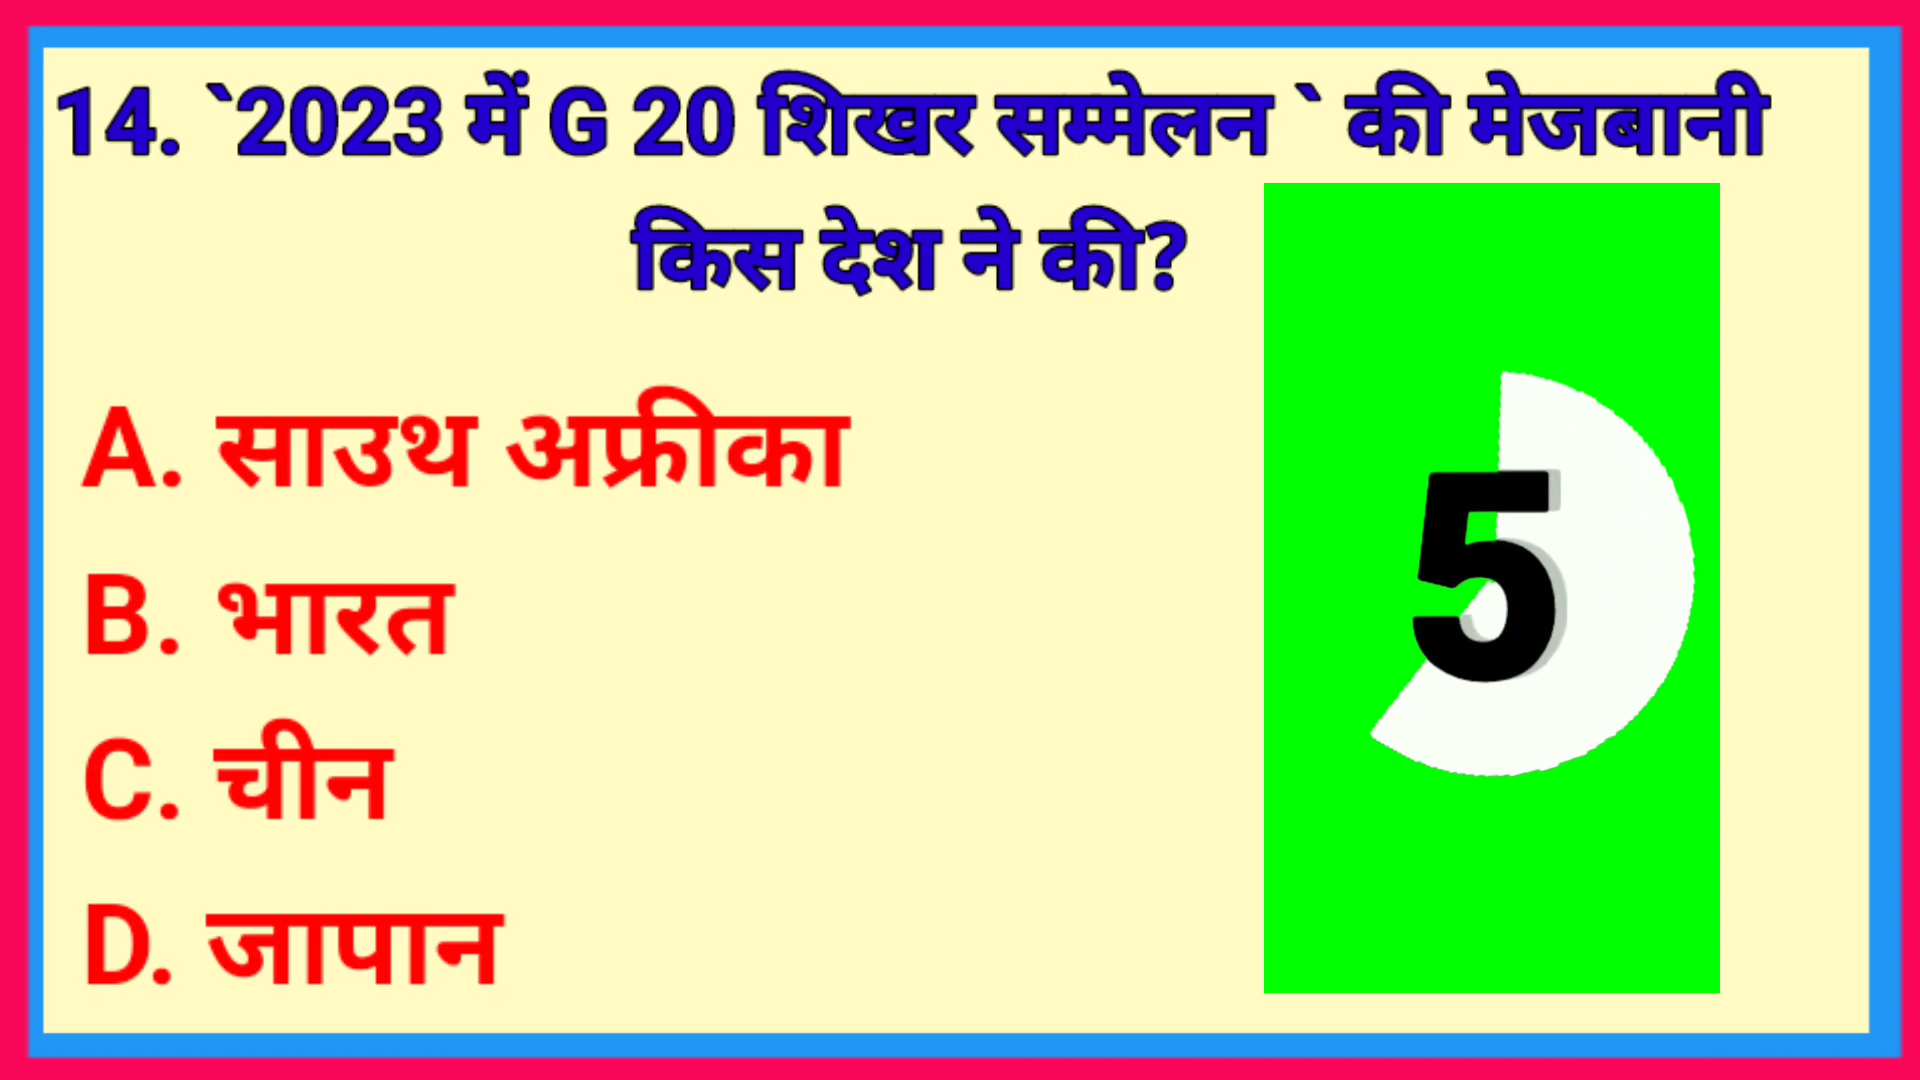 14. `2023 में G 20 शिखर सम्मेलन ` की मेजबानी
किस देश ने की?
A. साउथ अफ्रीका
B. भारत
C. चीन
D. जापान
5